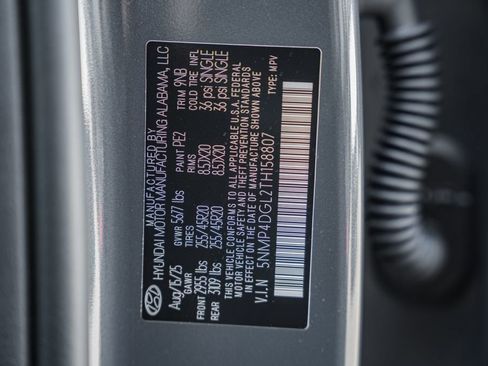 MANUFACTURED BY
HYUNDAI MOTOR MANUFACTURING ALABAMA, LLC
Aug/15/25 GVWR 5677 lbs PAINT PE2 TRIM 9NB
GAWR TIRES RIMS COLD TIRE INFL
FRONT 2955 lbs 255/45R20 8.5JX20 36 psi SINGLE
REAR 3109 lbs 255/45R20 8.5JX20 36 psi SINGLE
THIS VEHICLE CONFORMS TO ALL APPLICABLE U.S.A. FEDERAL
MOTOR VEHICLE SAFETY AND THEFT PREVENTION STANDARDS
IN EFFECT ON THE DATE OF MANUFACTURE SHOWN ABOVE
V.I.N 5NMP4DGL2TH158807 TYPE: MPV